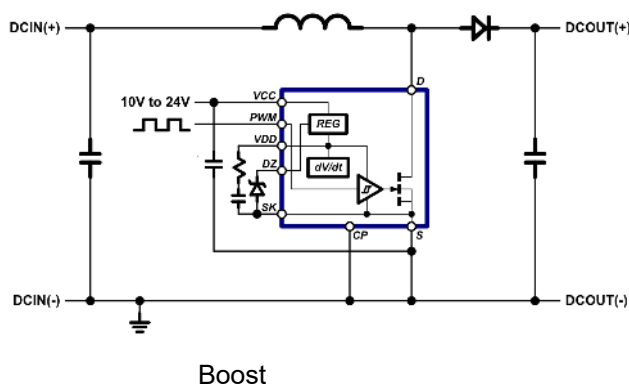 DCIN(+)
DCOUT(+)
D
10V to 24V
VCC
PWM
REG
VDD
DZ
dV/dt
SK
CP
S
DCIN(-)
DCOUT(-)
Boost